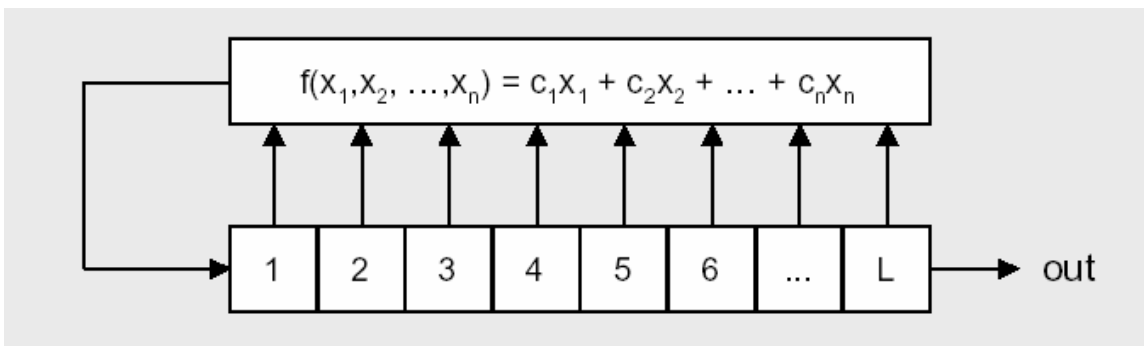 f(x₁,x₂, ...,xₙ) = c₁x₁ + c₂x₂ + ... + cₙxₙ
1 2 3 4 5 6 ... L out